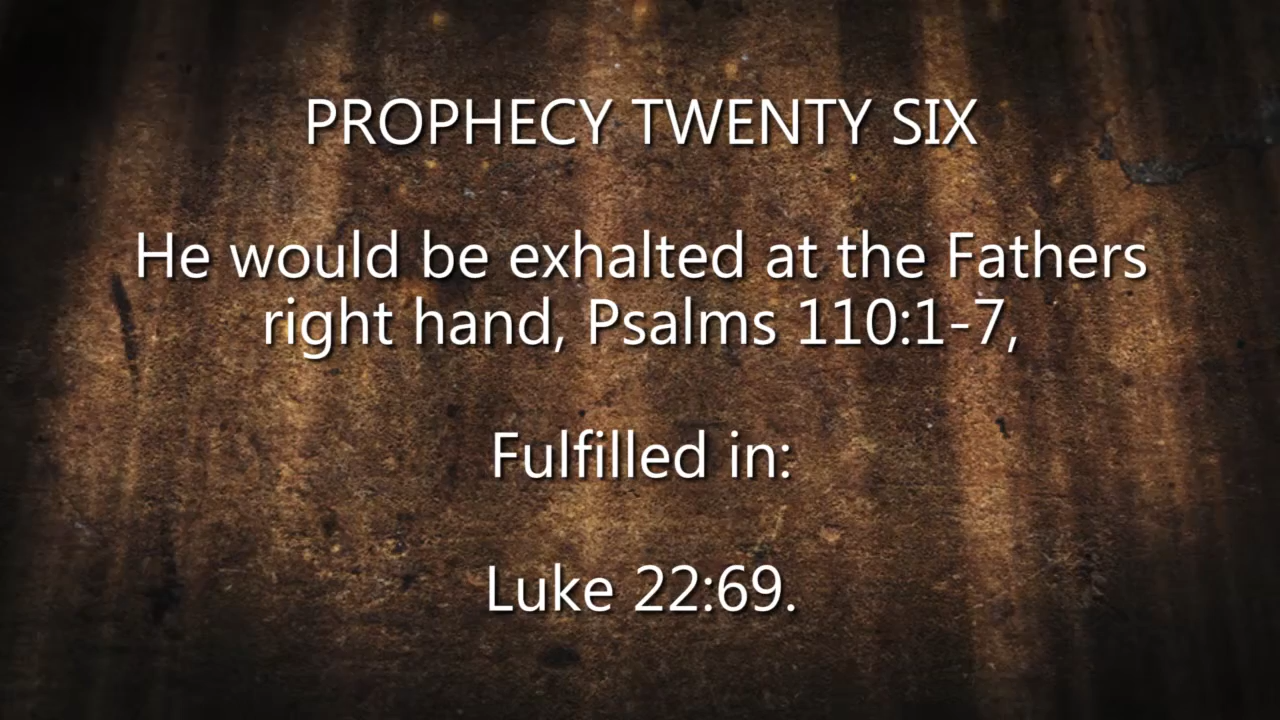 PROPHECY TWENTY SIX
He would be exhalted at the Fathers
right hand, Psalms 110:1-7,
Fulfilled in:
Luke 22:69.